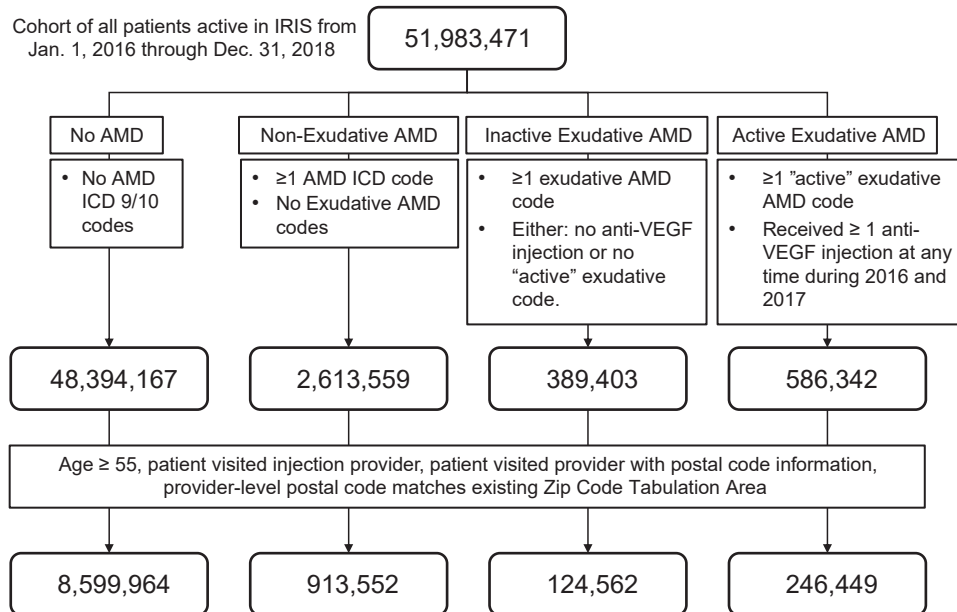 Cohort of all patients active in IRIS from
Jan. 1, 2016 through Dec. 31, 2018
51,983,471
No AMD
Non-Exudative AMD
Inactive Exudative AMD
Active Exudative AMD
• No AMD
ICD 9/10
codes
• ≥1 AMD ICD code
• No Exudative AMD
codes
• ≥1 exudative AMD
code
• Either: no anti-VEGF
injection or no
“active” exudative
code.
• ≥1 ”active” exudative
AMD code
• Received ≥ 1 anti-
VEGF injection at any
time during 2016 and
2017
48,394,167
2,613,559
389,403
586,342
Age ≥ 55, patient visited injection provider, patient visited provider with postal code information,
provider-level postal code matches existing Zip Code Tabulation Area
8,599,964
913,552
124,562
246,449